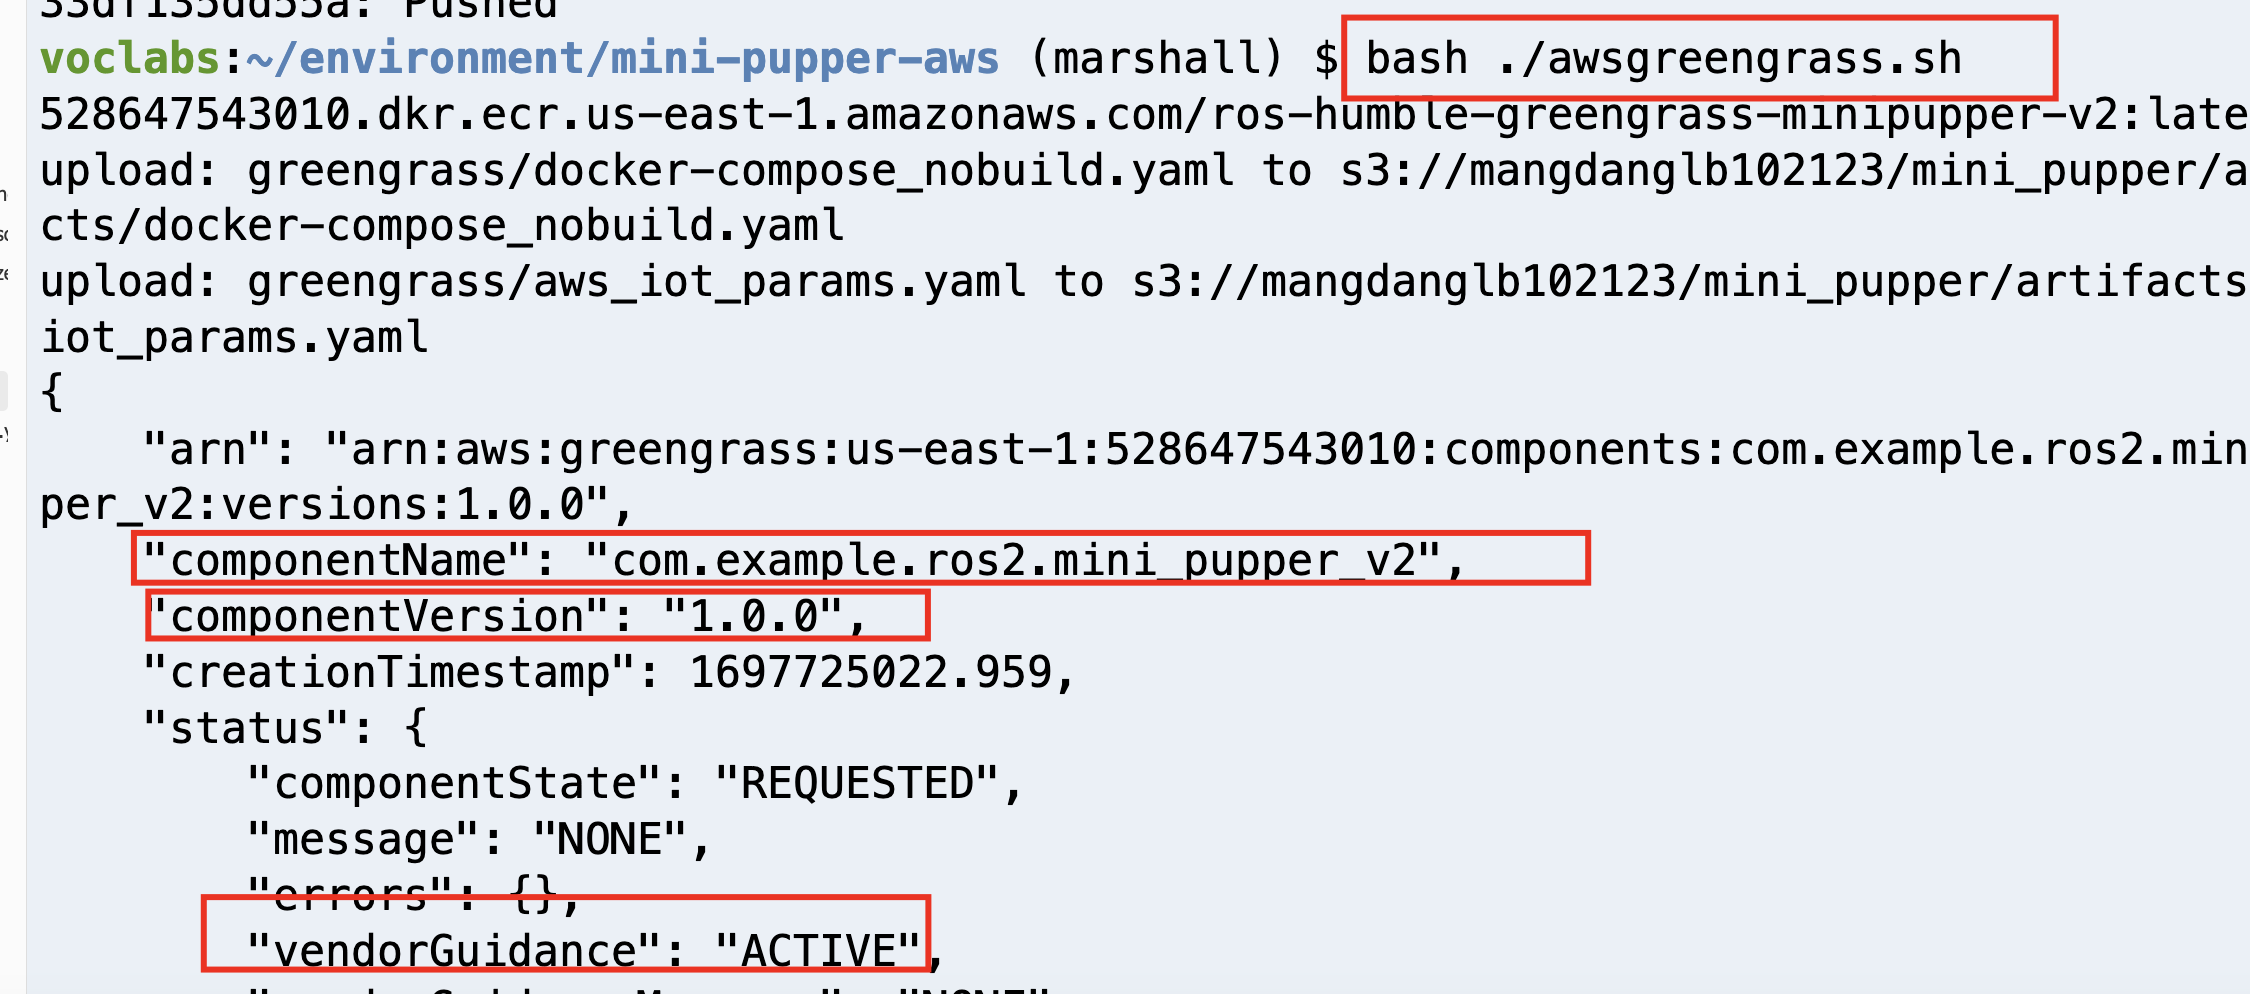 33df135dd55a: Pushed
voclabs:~/environment/mini-pupper-aws (marshall) $ bash ./awsgreengrass.sh
528647543010.dkr.ecr.us-east-1.amazonaws.com/ros-humble-greengrass-minipupper-v2:late
upload: greengrass/docker-compose_nobuild.yaml to s3://mangdanglb102123/mini_pupper/a
cts/docker-compose_nobuild.yaml
upload: greengrass/aws_iot_params.yaml to s3://mangdanglb102123/mini_pupper/artifacts
iot_params.yaml
{
"arn": "arn:aws:greengrass:us-east-1:528647543010:components:com.example.ros2.min
per_v2:versions:1.0.0",
"componentName": "com.example.ros2.mini_pupper_v2",
"componentVersion": "1.0.0",
"creationTimestamp": 1697725022.959,
"status": {
"componentState": "REQUESTED",
"message": "NONE",
"errors": {},
"vendorGuidance": "ACTIVE",